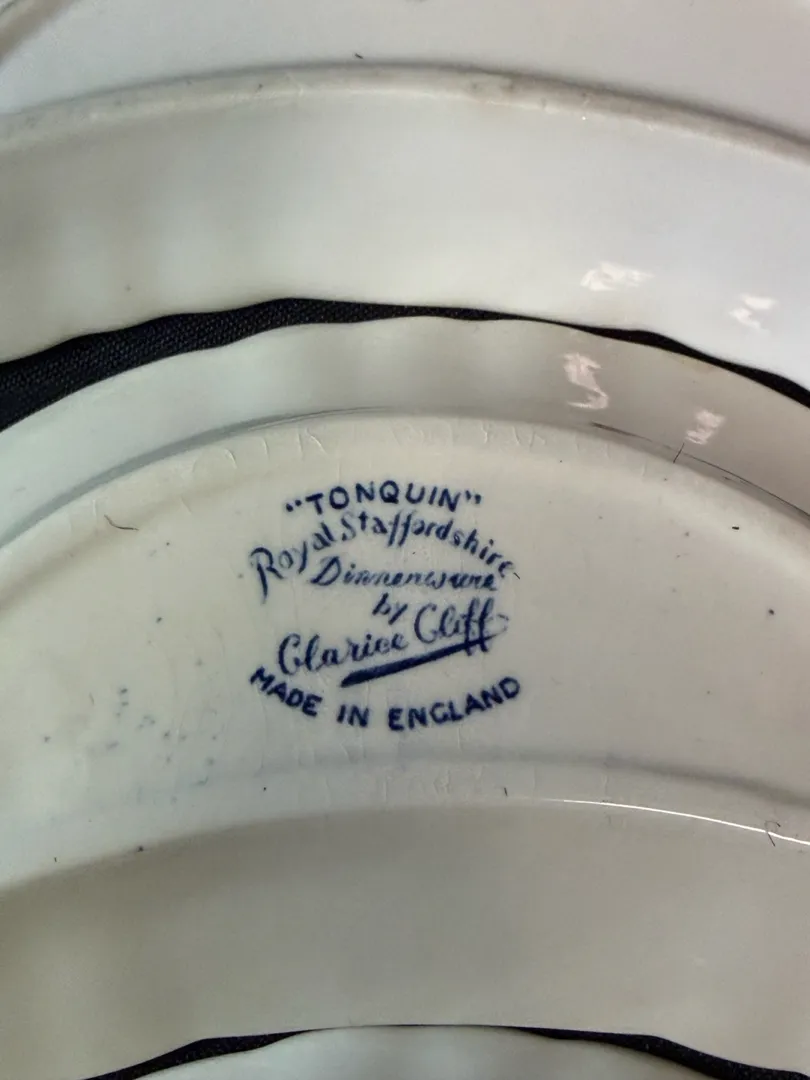 "TONQUIN"
Royal Staffordshire
Dinnerware
by
Clarice Cliff
MADE IN ENGLAND